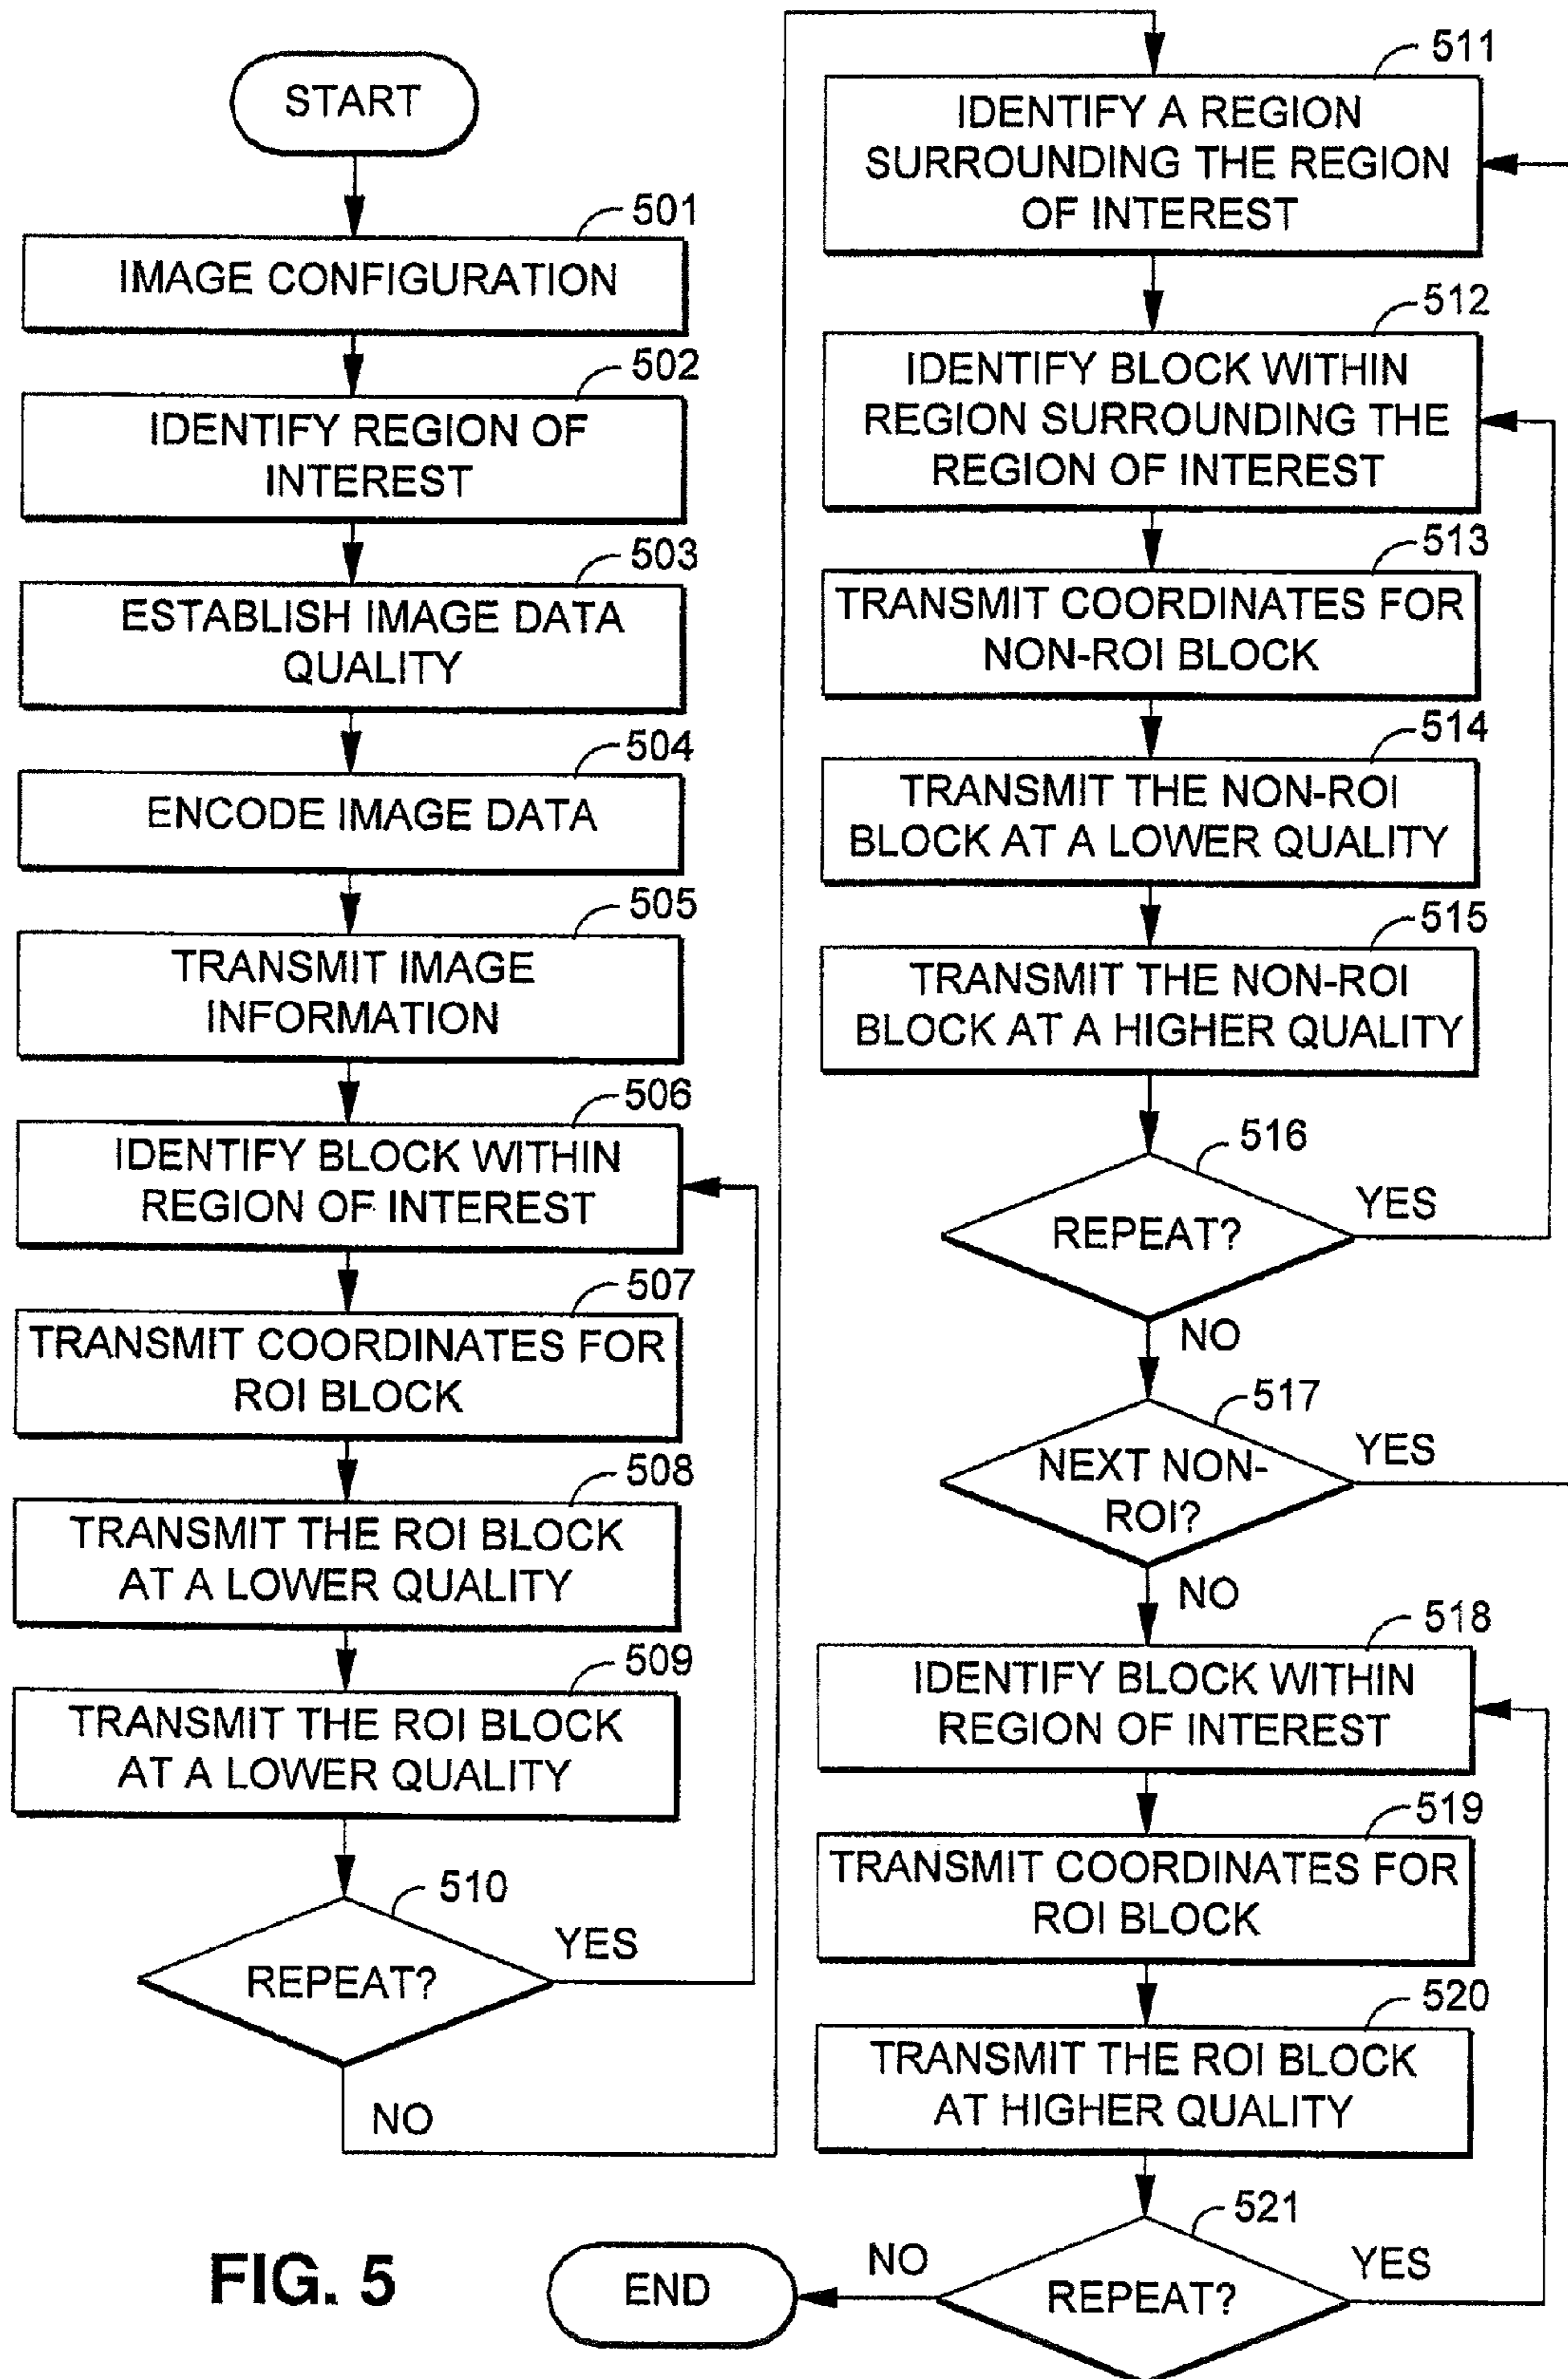 START
501
IMAGE CONFIGURATION
502
IDENTIFY REGION OF
INTEREST
503
ESTABLISH IMAGE DATA
QUALITY
504
ENCODE IMAGE DATA
505
TRANSMIT IMAGE
INFORMATION
506
IDENTIFY BLOCK WITHIN
REGION OF INTEREST
507
TRANSMIT COORDINATES FOR
ROI BLOCK
508
TRANSMIT THE ROI BLOCK
AT A LOWER QUALITY
509
TRANSMIT THE ROI BLOCK
AT A LOWER QUALITY
510
REPEAT?
YES
NO
511
IDENTIFY A REGION
SURROUNDING THE REGION
OF INTEREST
512
IDENTIFY BLOCK WITHIN
REGION SURROUNDING THE
REGION OF INTEREST
513
TRANSMIT COORDINATES FOR
NON-ROI BLOCK
514
TRANSMIT THE NON-ROI
BLOCK AT A LOWER QUALITY
515
TRANSMIT THE NON-ROI
BLOCK AT A HIGHER QUALITY
516
REPEAT?
YES
NO
517
NEXT NON-
ROI?
YES
NO
518
IDENTIFY BLOCK WITHIN
REGION OF INTEREST
519
TRANSMIT COORDINATES FOR
ROI BLOCK
520
TRANSMIT THE ROI BLOCK
AT HIGHER QUALITY
521
REPEAT?
YES
NO
END
FIG. 5